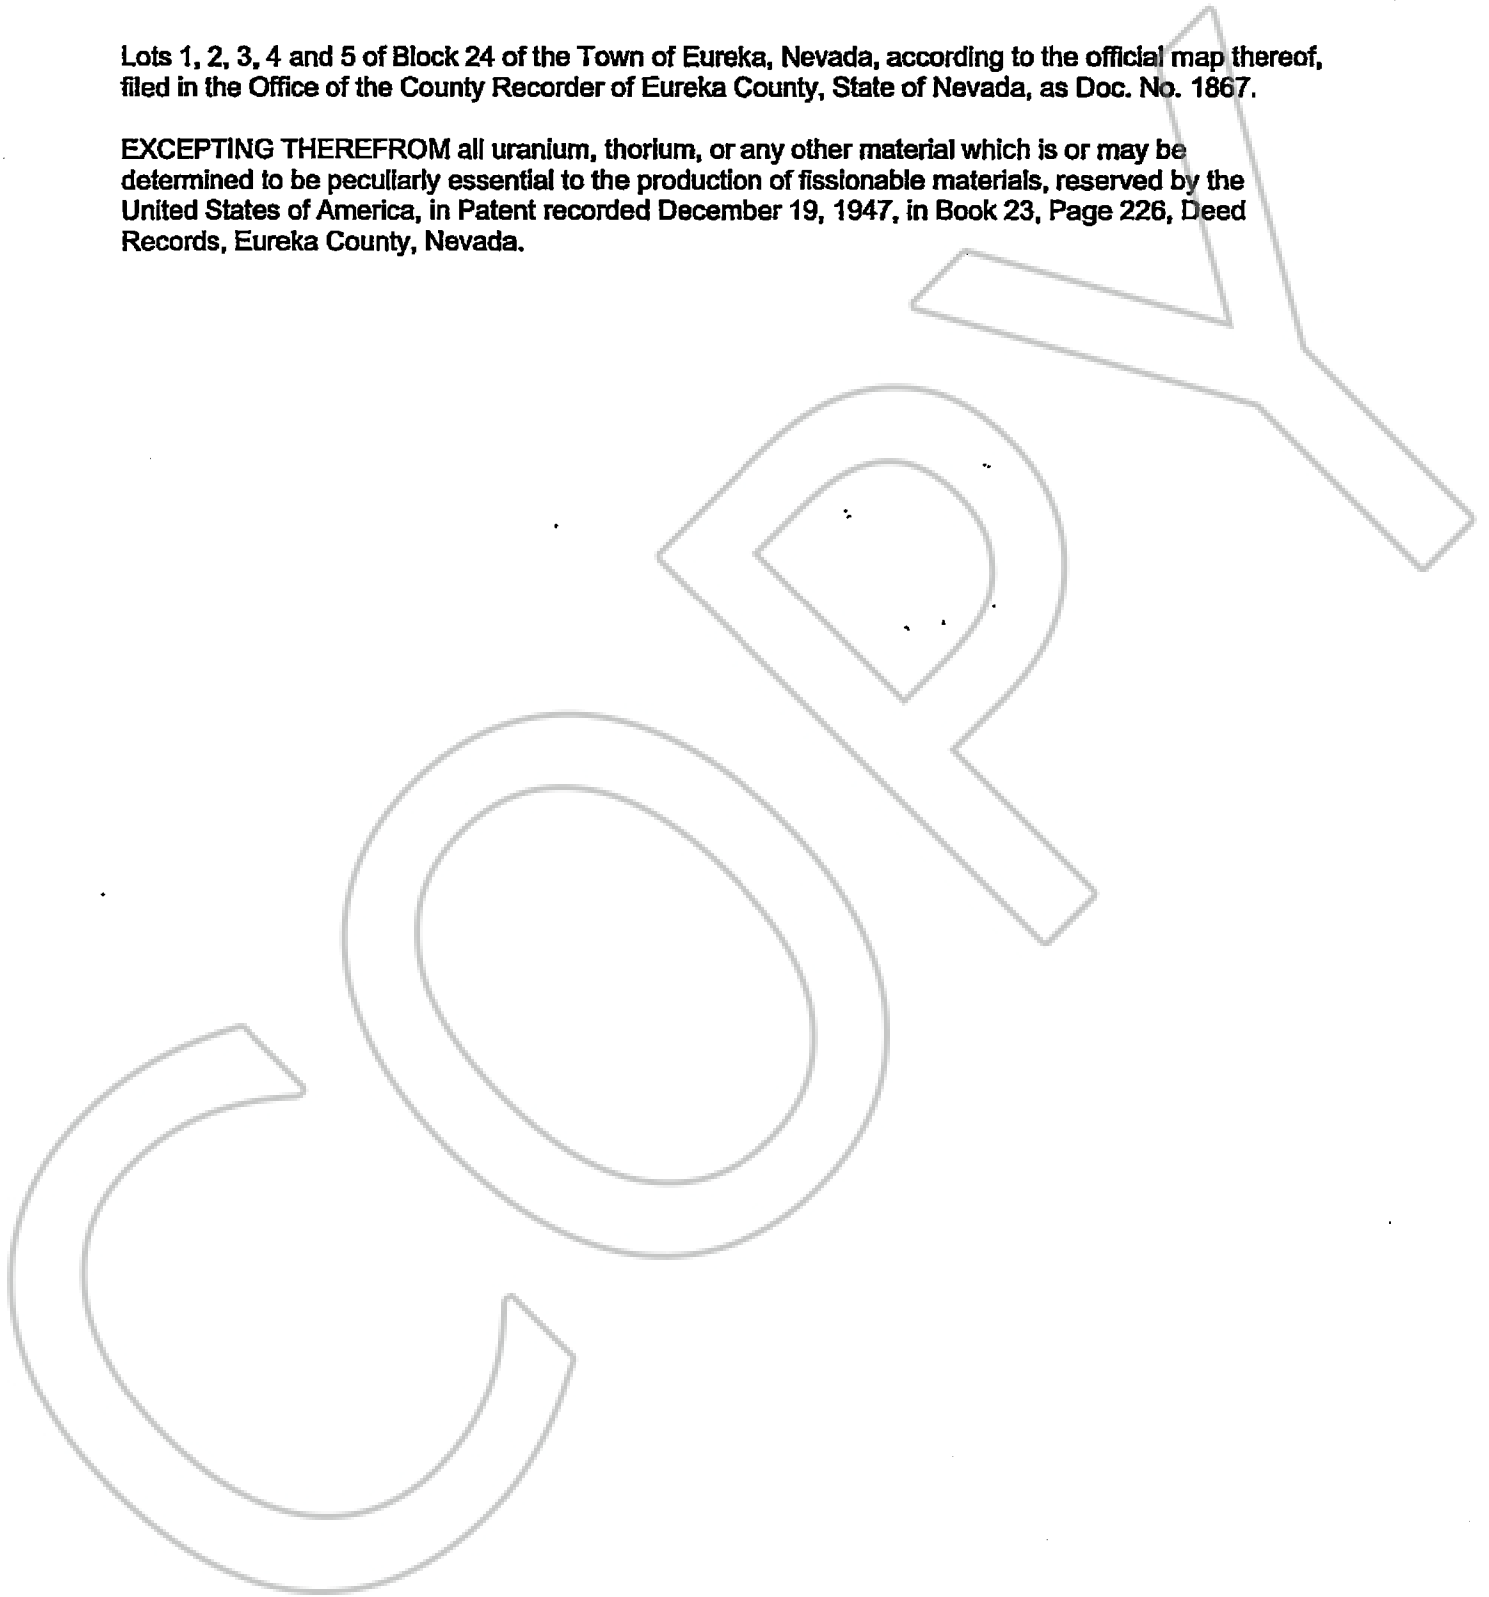 Lots 1, 2, 3, 4 and 5 of Block 24 of the Town of Eureka, Nevada, according to the official map thereof,
filed in the Office of the County Recorder of Eureka County, State of Nevada, as Doc. No. 1867.
EXCEPTING THEREFROM all uranium, thorium, or any other material which is or may be
determined to be peculiarly essential to the production of fissionable materials, reserved by the
United States of America, in Patent recorded December 19, 1947, in Book 23, Page 226, Deed
Records, Eureka County, Nevada.
COPY